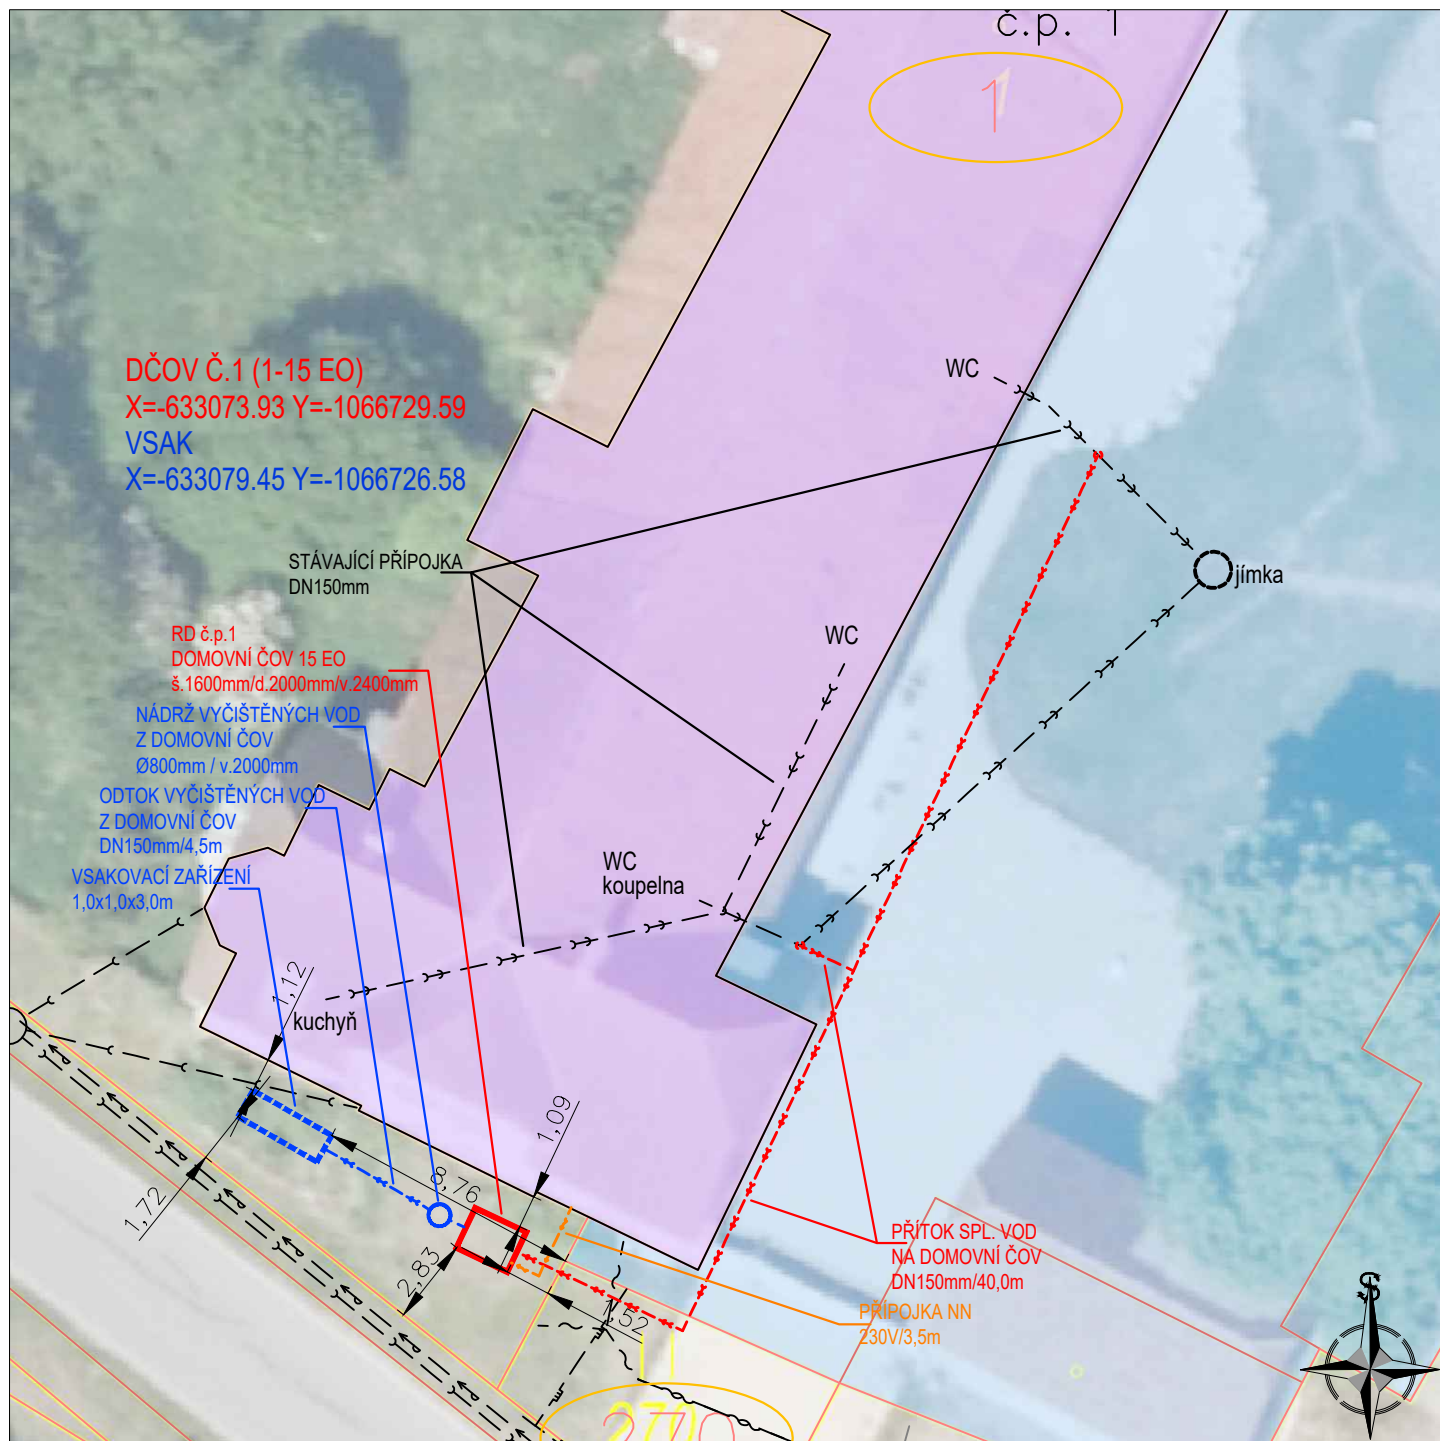 č.p. 1
1
DČOV Č.1 (1-15 EO)
X=-633073.93 Y=-1066729.59
VSAK
X=-633079.45 Y=-1066726.58
WC
STÁVAJÍCÍ PŘÍPOJKA
DN150mm
jímka
RD č.p.1
DOMOVNÍ ČOV 15 EO
š.1600mm/d.2000mm/v.2400mm
WC
NÁDRŽ VYČIŠTĚNÝCH VOD
Z DOMOVNÍ ČOV
Ø800mm / v.2000mm
ODTOK VYČIŠTĚNÝCH VOD
Z DOMOVNÍ ČOV
DN150mm/4,5m
WC
koupelna
VSAKOVACÍ ZAŘÍZENÍ
1,0x1,0x3,0m
1,12
kuchyň
1,09
8,76
1,72
2,83
1,52
PŘÍTOK SPL. VOD
NA DOMOVNÍ ČOV
DN150mm/40,0m
PŘÍPOJKA NN
230V/3,5m
S
270
270